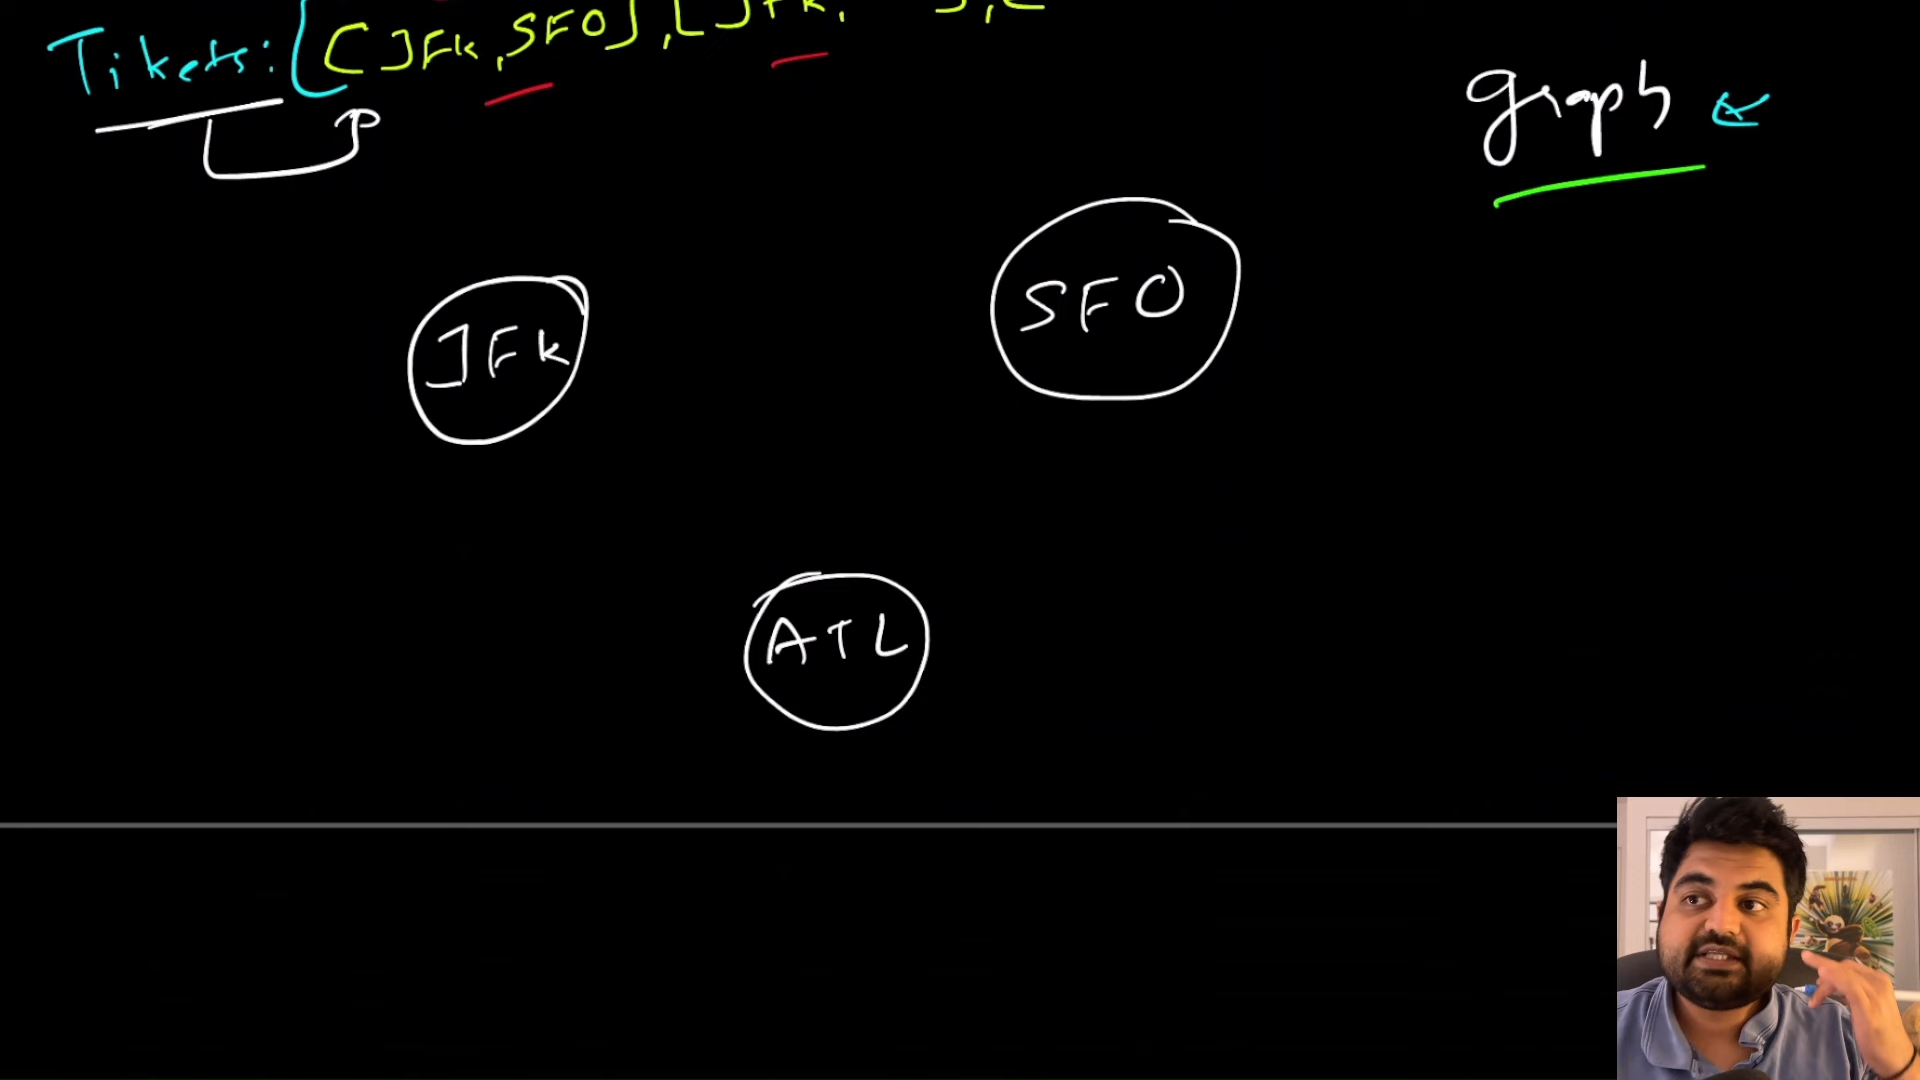 Tikets: [[JFK, SFO], [JFK,
Graph
SFO
JFK
ATL